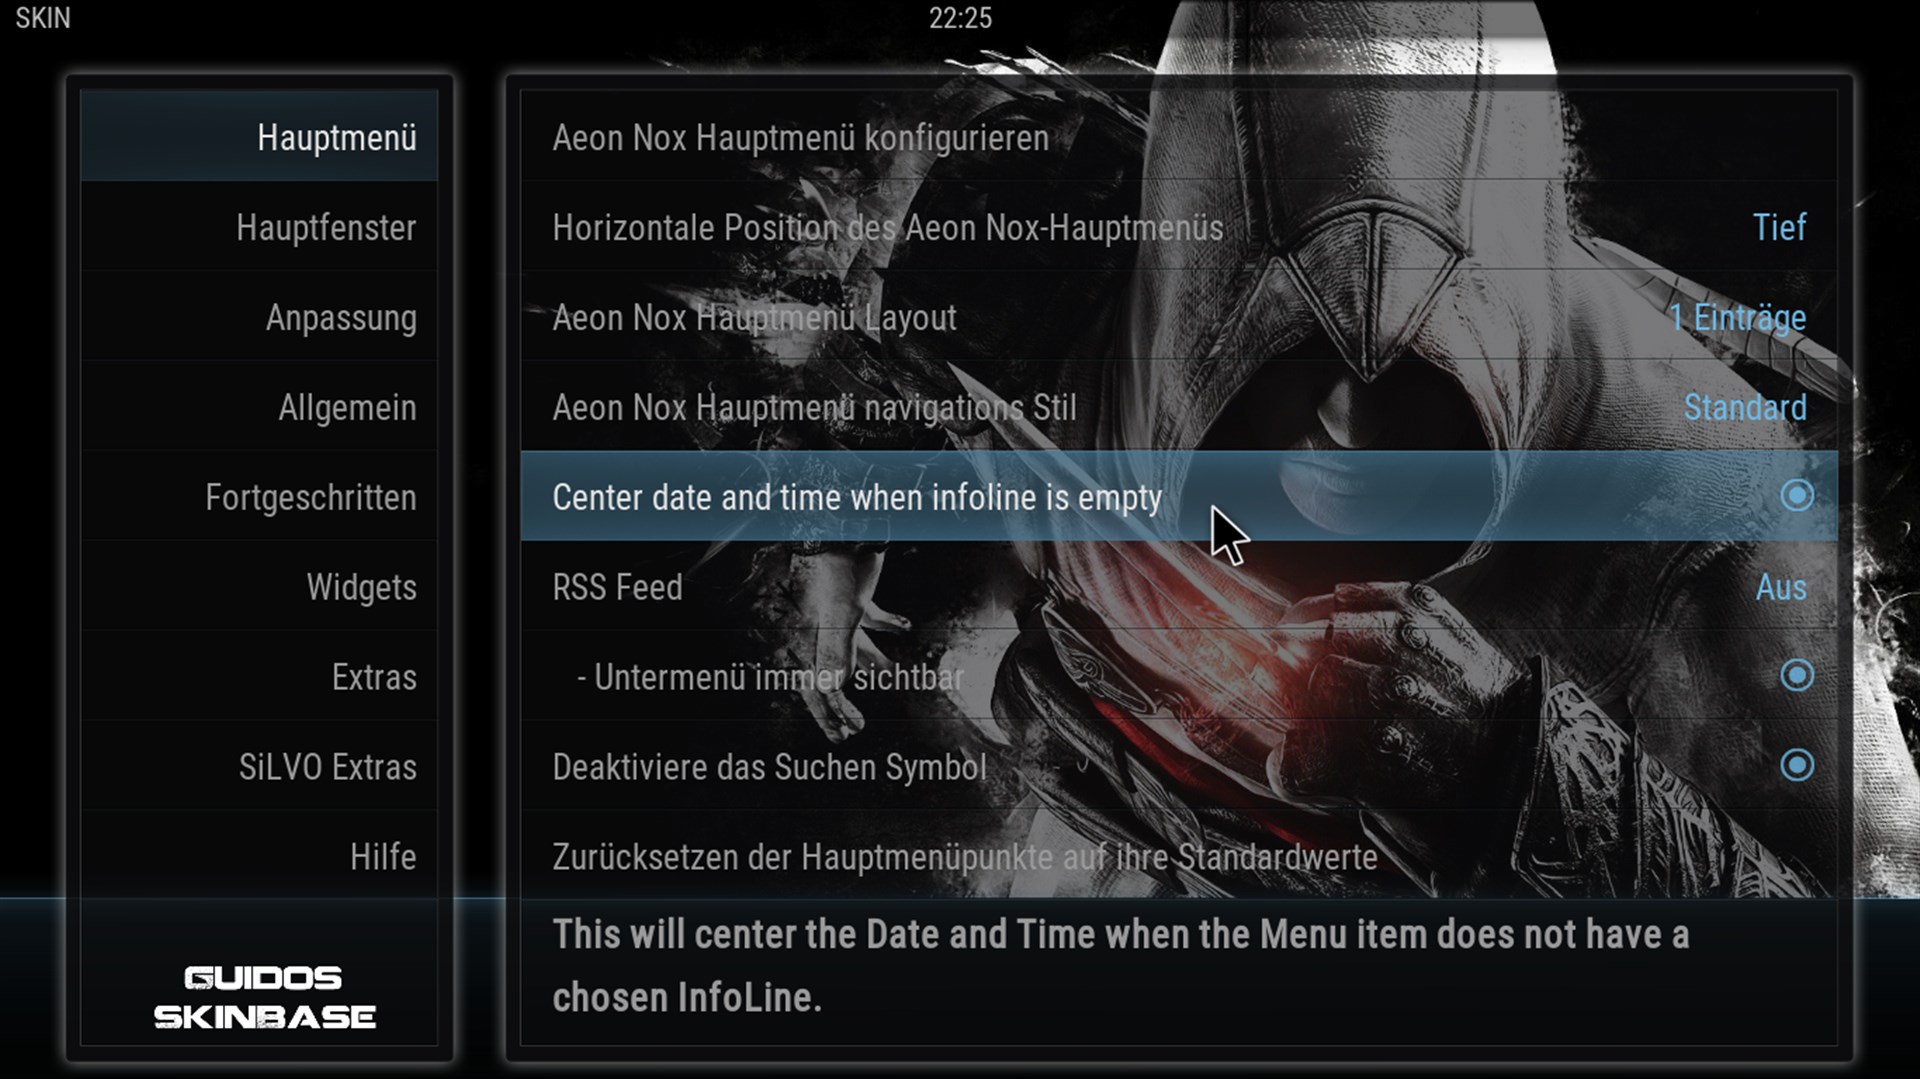 SKIN
22:25
Hauptmenü
Hauptfenster
Anpassung
Allgemein
Fortgeschritten
Widgets
Extras
SiLVO Extras
Hilfe
GUIDOS
SKINBASE
Aeon Nox Hauptmenü konfigurieren
Horizontale Position des Aeon Nox-Hauptmenüs Tief
Aeon Nox Hauptmenü Layout 1 Einträge
Aeon Nox Hauptmenü navigations Stil Standard
Center date and time when infoline is empty
RSS Feed Aus
- Untermenü immer sichtbar
Deaktiviere das Suchen Symbol
Zurücksetzen der Hauptmenüpunkte auf ihre Standardwerte
This will center the Date and Time when the Menu item does not have a
chosen InfoLine.